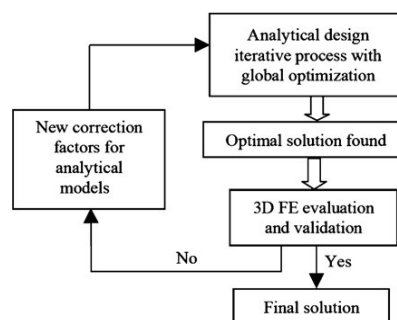 Analytical design
iterative process with
global optimization
New correction
factors for
analytical
models
Optimal solution found
3D FE evaluation
and validation
No
Yes
Final solution